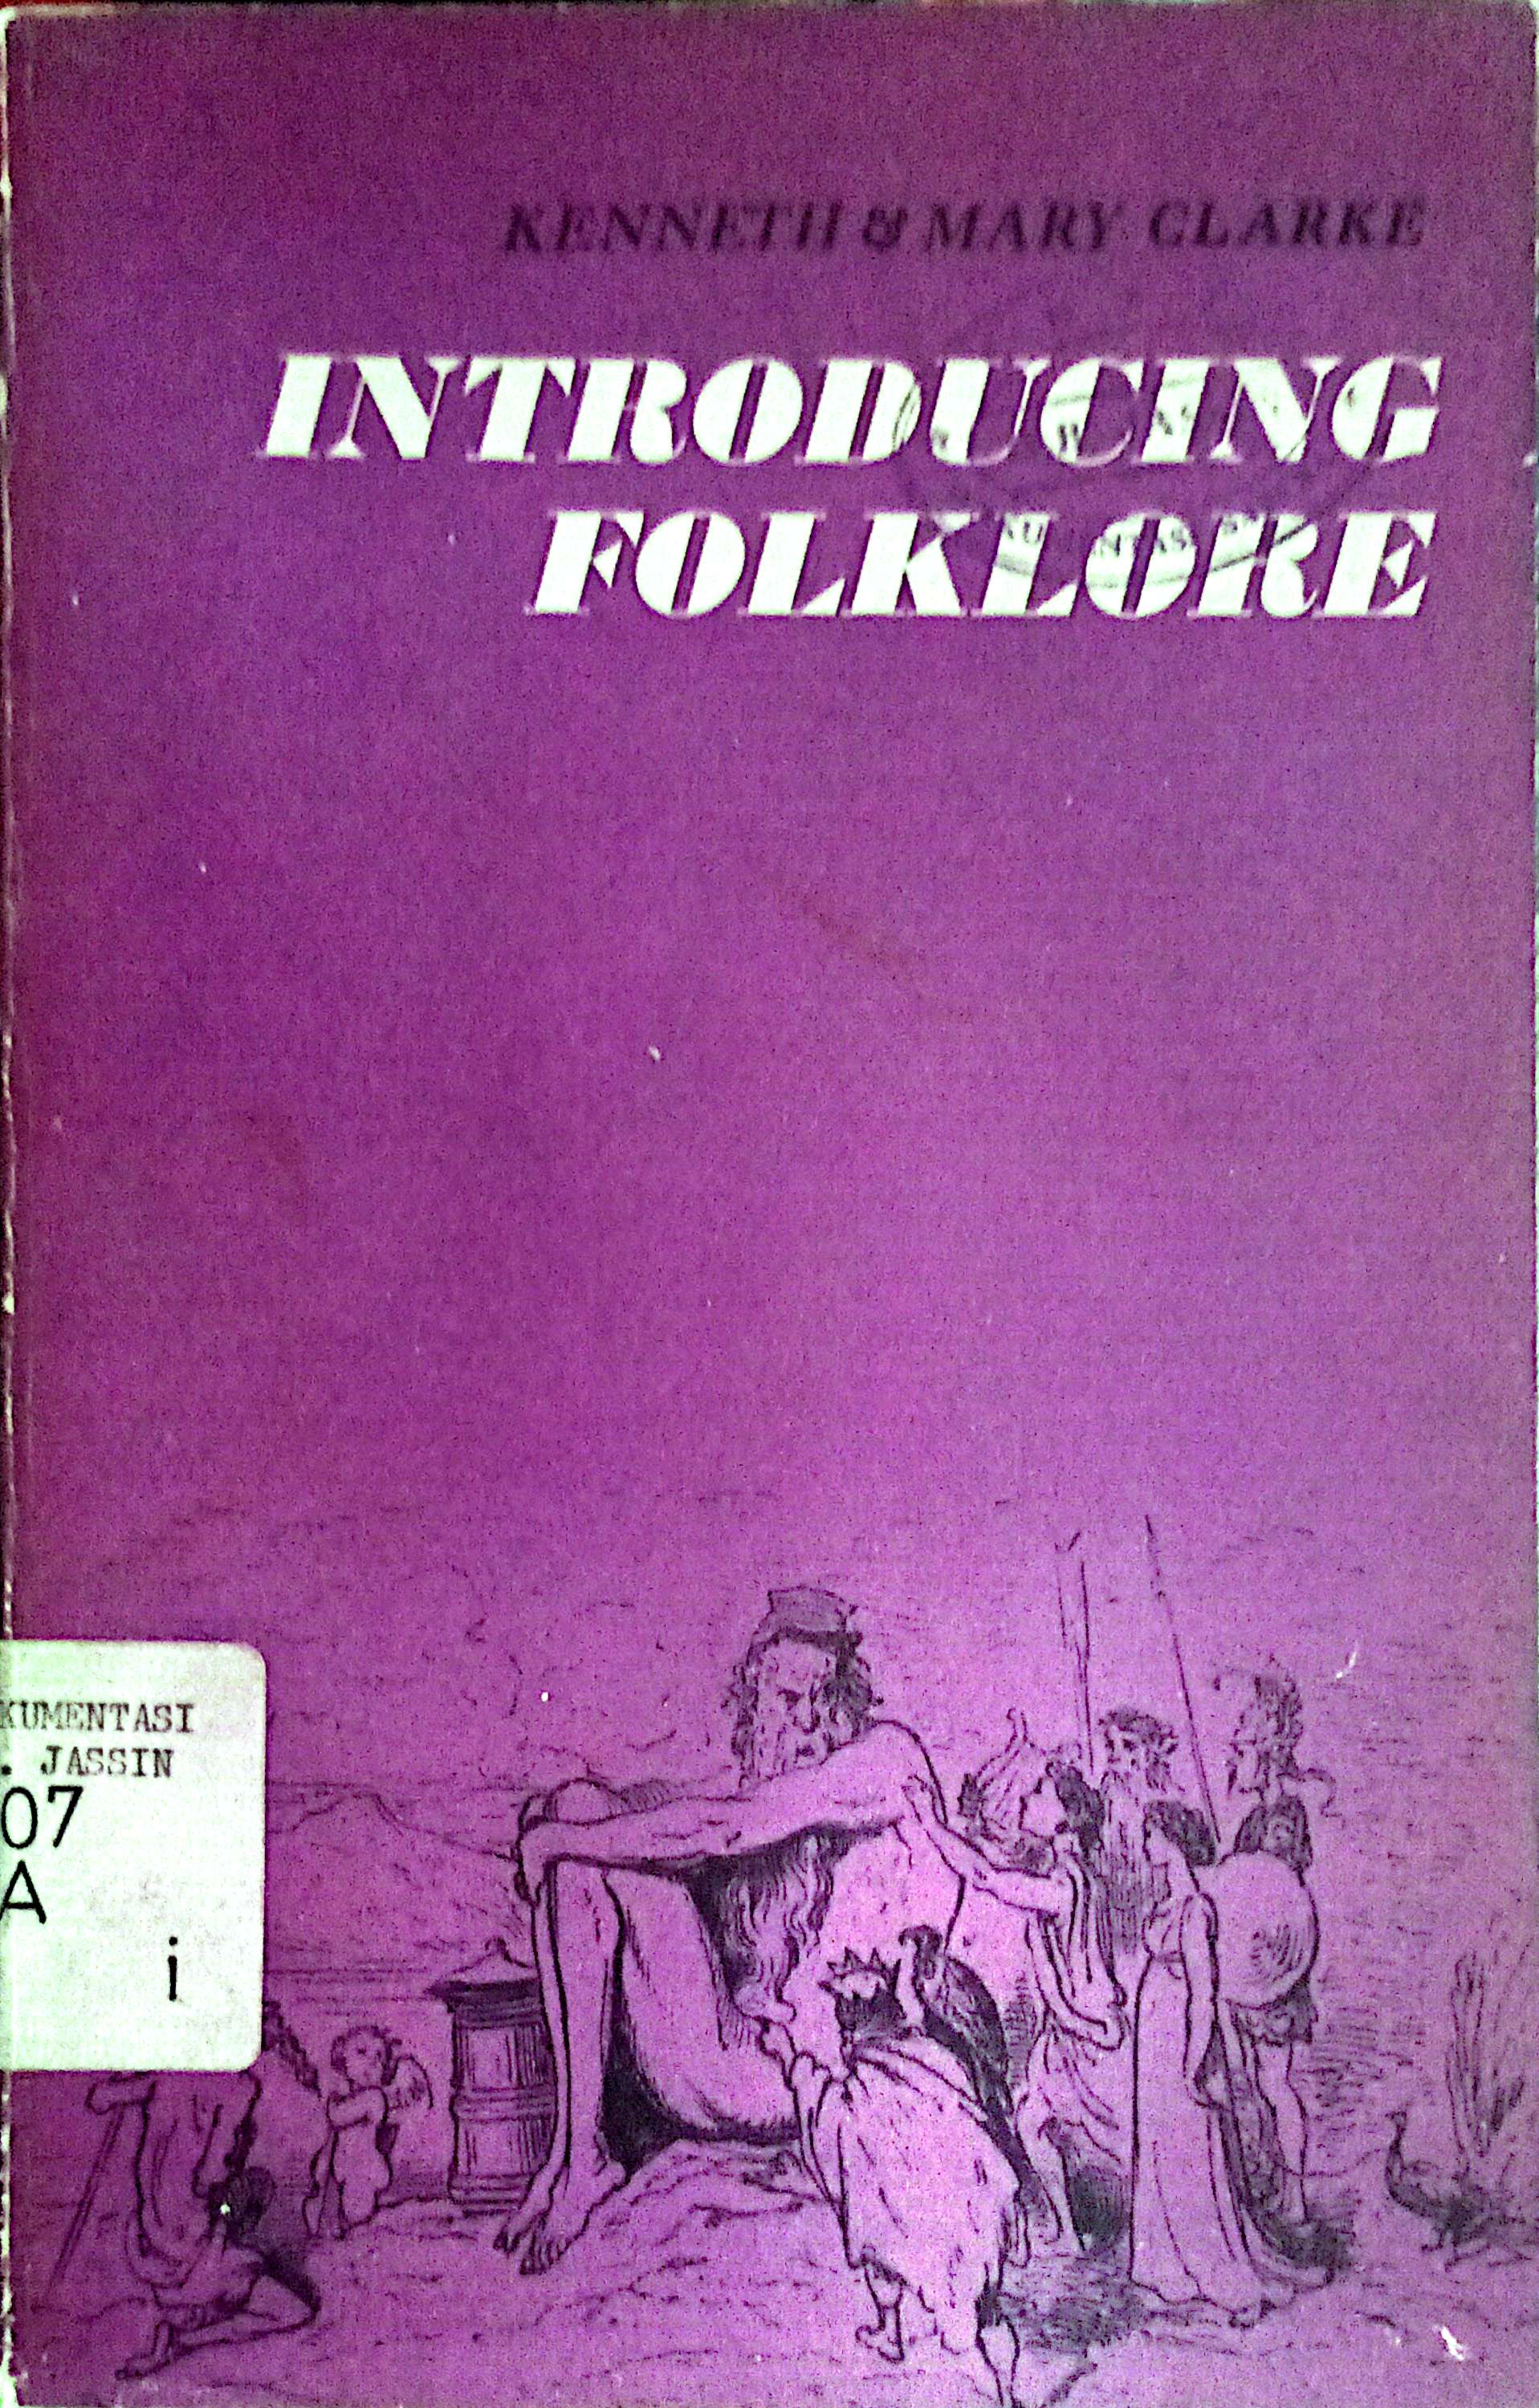 KENNETH & MARY CLARKE
INTRODUCING
FOLKLORE
KUMENTASI
. JASSIN
07
A
i